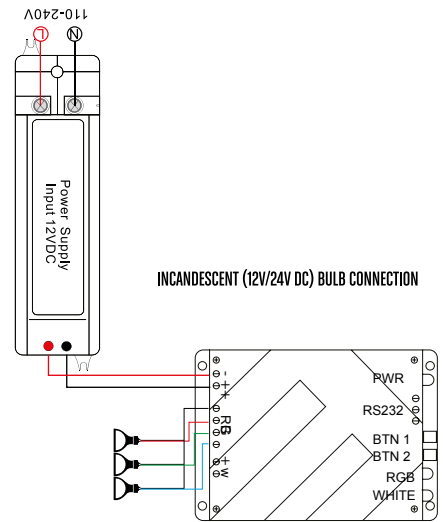 110-240V
L N
Power Supply
Input 12VDC
INCANDESCENT (12V/24V DC) BULB CONNECTION
-
+
+
RB
+
W
PWR
RS232
BTN 1
BTN 2
RGB
WHITE